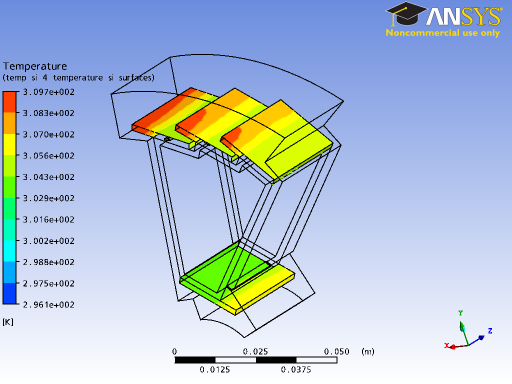 ANSYS
Noncommercial use only
Temperature
(temp si 4 temperature si surfaces)
3.097e+002
3.083e+002
3.070e+002
3.056e+002
3.043e+002
3.029e+002
3.016e+002
3.002e+002
2.988e+002
2.975e+002
2.961e+002
[K]
Y
Z
X
0 0.025 0.050 (m)
0.0125 0.0375